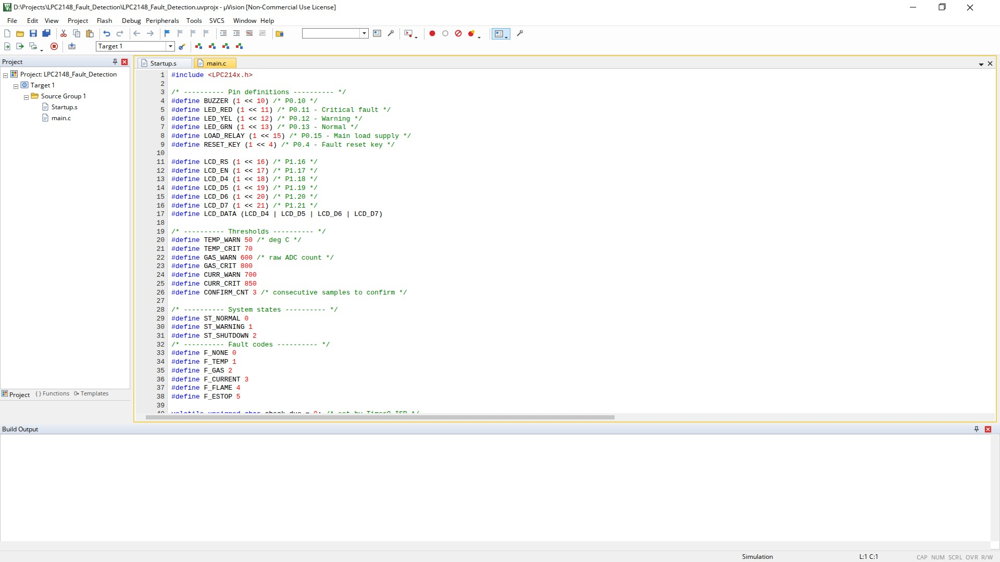 D:\Projects\LPC2148_Fault_Detection\LPC2148_Fault_Detection.uvprojx - µVision [Non-Commercial Use License]
File Edit View Project Flash Debug Peripherals Tools SVCS Window Help
Target 1
Project
Project: LPC2148_Fault_Detection
Target 1
Source Group 1
Startup.s
main.c
Project { } Functions 0▪ Templates
Startup.s main.c
1 #include <LPC214x.h>
2
3 /* ---------- Pin definitions ---------- */
4 #define BUZZER (1 << 10) /* P0.10 */
5 #define LED_RED (1 << 11) /* P0.11 - Critical fault */
6 #define LED_YEL (1 << 12) /* P0.12 - Warning */
7 #define LED_GRN (1 << 13) /* P0.13 - Normal */
8 #define LOAD_RELAY (1 << 15) /* P0.15 - Main load supply */
9 #define RESET_KEY (1 << 4) /* P0.4 - Fault reset key */
10
11 #define LCD_RS (1 << 16) /* P1.16 */
12 #define LCD_EN (1 << 17) /* P1.17 */
13 #define LCD_D4 (1 << 18) /* P1.18 */
14 #define LCD_D5 (1 << 19) /* P1.19 */
15 #define LCD_D6 (1 << 20) /* P1.20 */
16 #define LCD_D7 (1 << 21) /* P1.21 */
17 #define LCD_DATA (LCD_D4 | LCD_D5 | LCD_D6 | LCD_D7)
18
19 /* ---------- Thresholds ---------- */
20 #define TEMP_WARN 50 /* deg C */
21 #define TEMP_CRIT 70
22 #define GAS_WARN 600 /* raw ADC count */
23 #define GAS_CRIT 800
24 #define CURR_WARN 700
25 #define CURR_CRIT 850
26 #define CONFIRM_CNT 3 /* consecutive samples to confirm */
27
28 /* ---------- System states ---------- */
29 #define ST_NORMAL 0
30 #define ST_WARNING 1
31 #define ST_SHUTDOWN 2
32 /* ---------- Fault codes ---------- */
33 #define F_NONE 0
34 #define F_TEMP 1
35 #define F_GAS 2
36 #define F_CURRENT 3
37 #define F_FLAME 4
38 #define F_ESTOP 5
39
40 volatile unsigned char check_due = 0; /* set by Timer0 ISR */
Build Output
Simulation L:1 C:1 CAP NUM SCRL OVR R/W